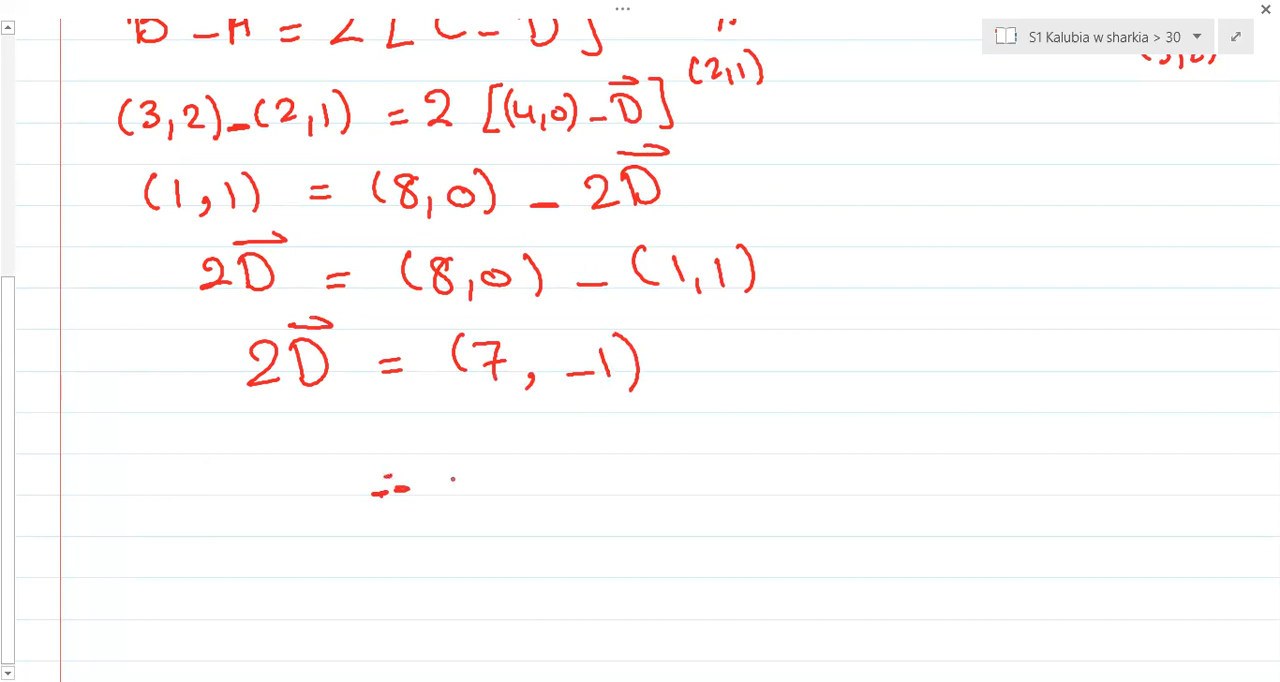 B - A = 2 [C - D]
S1 Kalubia w sharkia > 30
(2,1)
(3,2) - (2,1) = 2 [(4,0) - D⃗]
(1,1) = (8,0) - 2D⃗
2D⃗ = (8,0) - (1,1)
2D⃗ = (7, -1)
∴